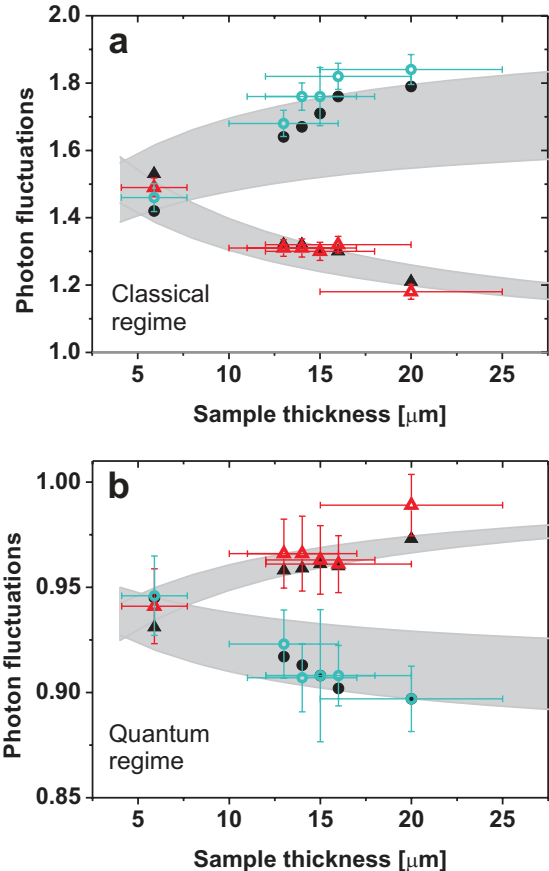 a
2.0
1.8
1.6
1.4
1.2
1.0
Photon fluctuations
Classical
regime
5 10 15 20 25
Sample thickness [μm]
b
1.00
0.95
0.90
0.85
Photon fluctuations
Quantum
regime
5 10 15 20 25
Sample thickness [μm]